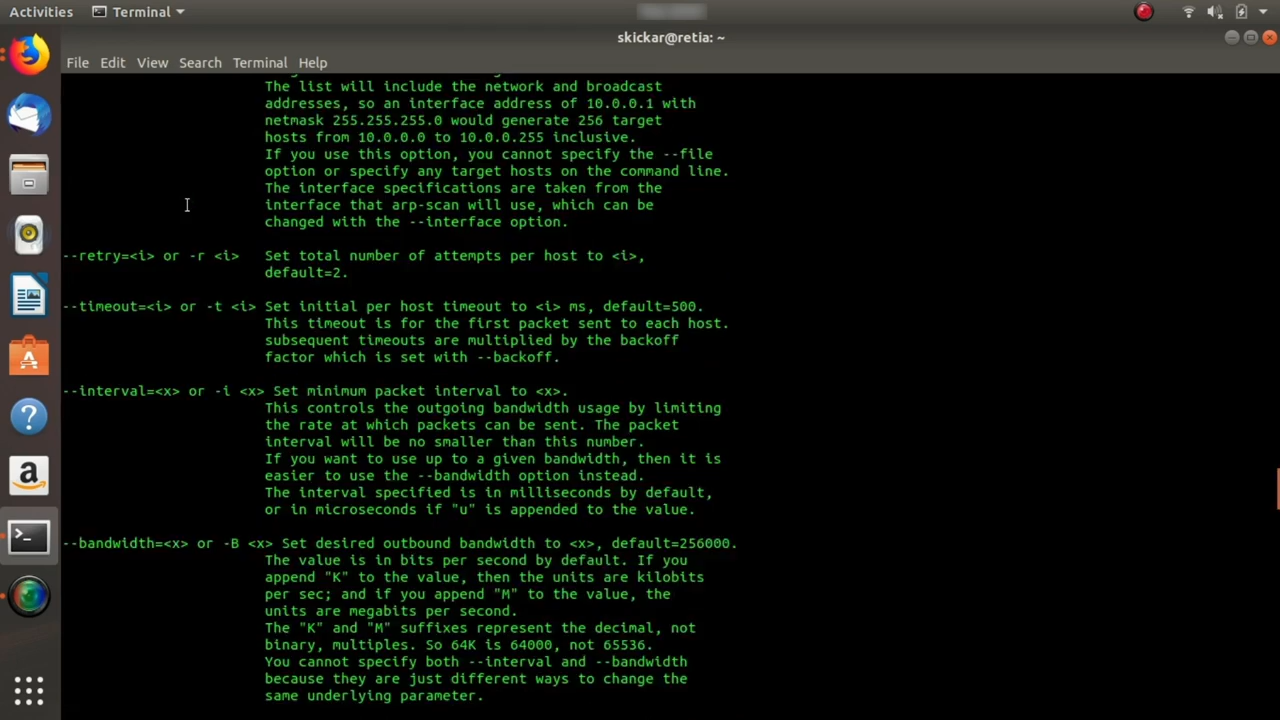 Activities
Terminal
skickar@retia: ~
File Edit View Search Terminal Help
The list will include the network and broadcast
addresses, so an interface address of 10.0.0.1 with
netmask 255.255.255.0 would generate 256 target
hosts from 10.0.0.0 to 10.0.0.255 inclusive.
If you use this option, you cannot specify the --file
option or specify any target hosts on the command line.
The interface specifications are taken from the
interface that arp-scan will use, which can be
changed with the --interface option.
--retry=<i> or -r <i> Set total number of attempts per host to <i>,
default=2.
--timeout=<i> or -t <i> Set initial per host timeout to <i> ms, default=500.
This timeout is for the first packet sent to each host.
subsequent timeouts are multiplied by the backoff
factor which is set with --backoff.
--interval=<x> or -i <x> Set minimum packet interval to <x>.
This controls the outgoing bandwidth usage by limiting
the rate at which packets can be sent. The packet
interval will be no smaller than this number.
If you want to use up to a given bandwidth, then it is
easier to use the --bandwidth option instead.
The interval specified is in milliseconds by default,
or in microseconds if "u" is appended to the value.
--bandwidth=<x> or -B <x> Set desired outbound bandwidth to <x>, default=256000.
The value is in bits per second by default. If you
append "K" to the value, then the units are kilobits
per sec; and if you append "M" to the value, the
units are megabits per second.
The "K" and "M" suffixes represent the decimal, not
binary, multiples. So 64K is 64000, not 65536.
You cannot specify both --interval and --bandwidth
because they are just different ways to change the
same underlying parameter.